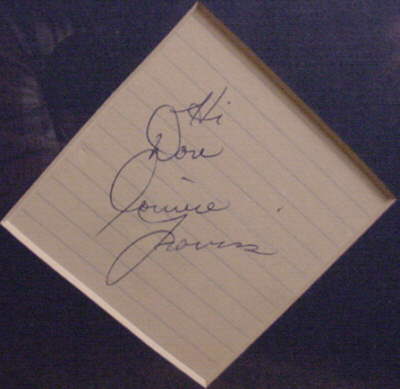 Hi
Don
Connie
Francis